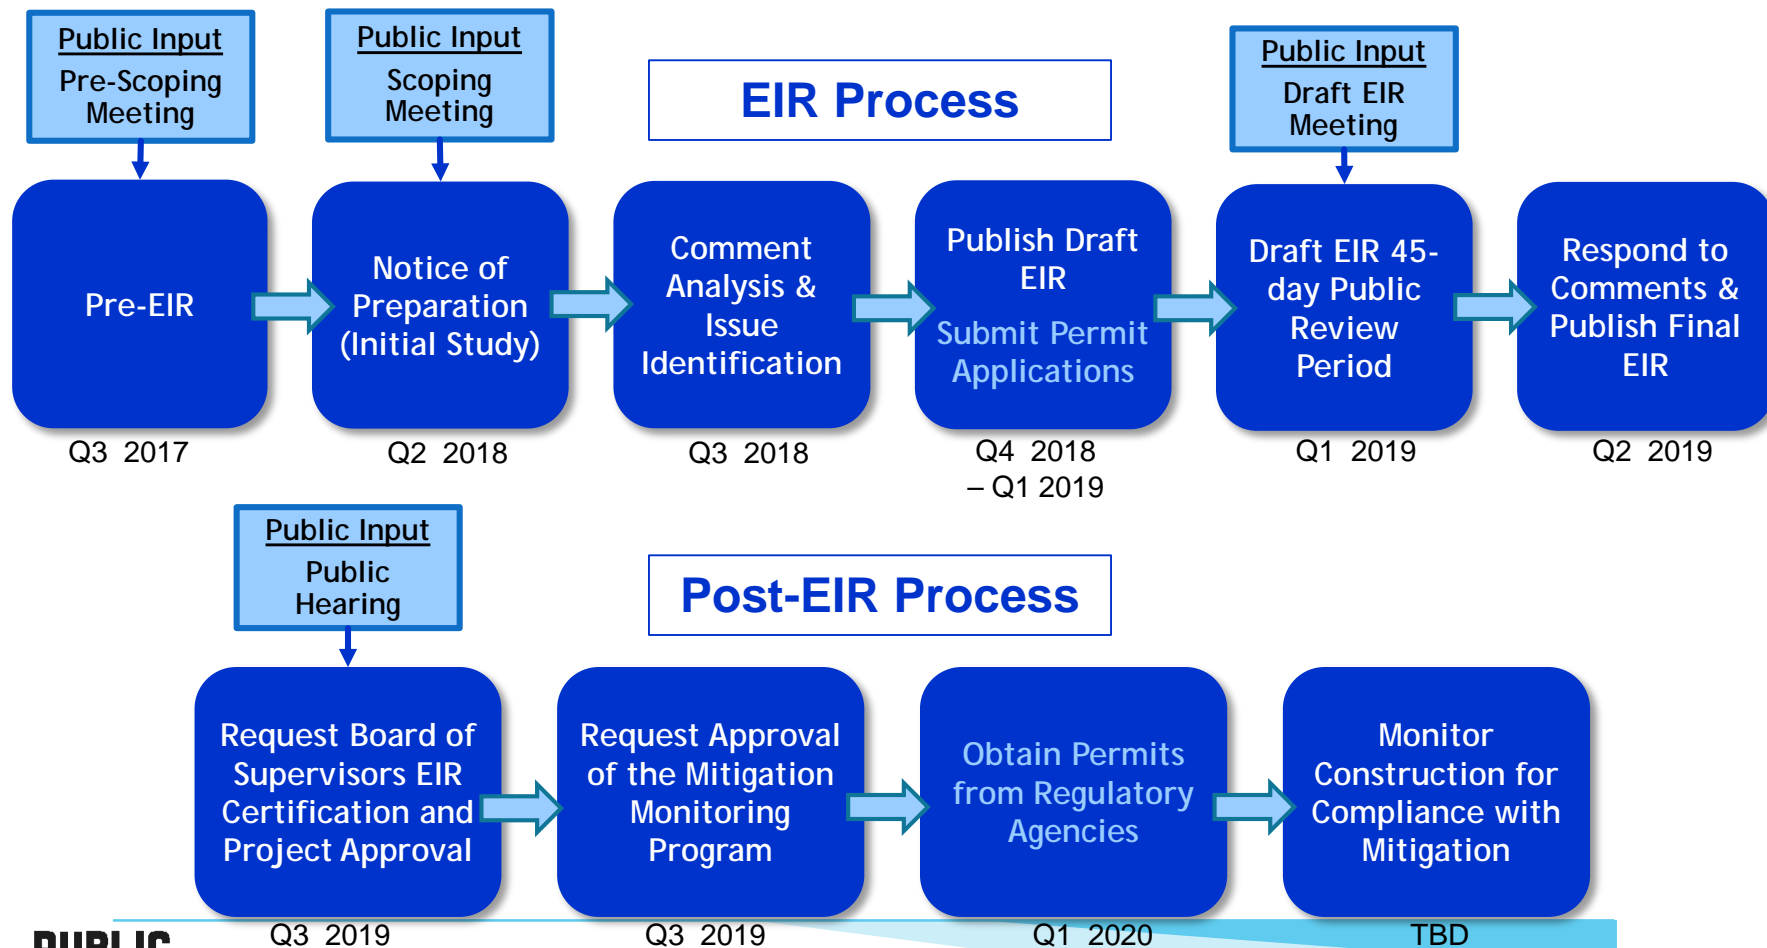 Public Input
Pre-Scoping
Meeting
Public Input
Scoping
Meeting
EIR Process
Public Input
Draft EIR
Meeting
Pre-EIR
Notice of
Preparation
(Initial Study)
Comment
Analysis &
Issue
Identification
Publish Draft
EIR
Submit Permit
Applications
Draft EIR 45-
day Public
Review
Period
Respond to
Comments &
Publish Final
EIR
Q3 2017
Q2 2018
Q3 2018
Q4 2018
– Q1 2019
Q1 2019
Q2 2019
Public Input
Public
Hearing
Post-EIR Process
Request Board of
Supervisors EIR
Certification and
Project Approval
Request Approval
of the Mitigation
Monitoring
Program
Obtain Permits
from Regulatory
Agencies
Monitor
Construction for
Compliance with
Mitigation
PUBLIC
Q3 2019
Q3 2019
Q1 2020
TBD